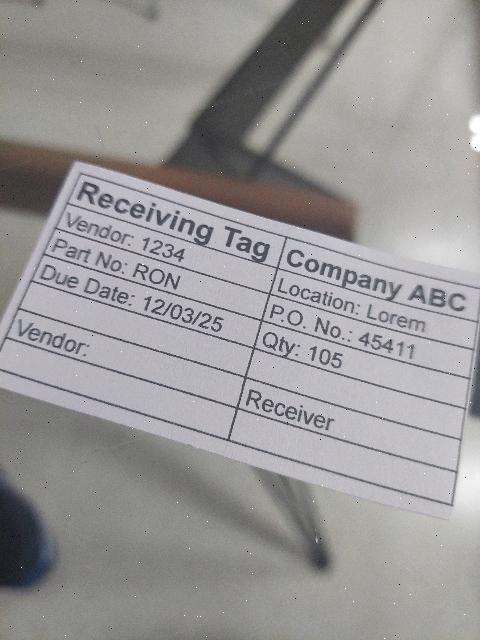 Receiving Tag
Vendor: 1234
Part No: RON
Due Date: 12/03/25
Vendor:
Company ABC
Location: Lorem
P.O. No.: 45411
Qty: 105
Receiver